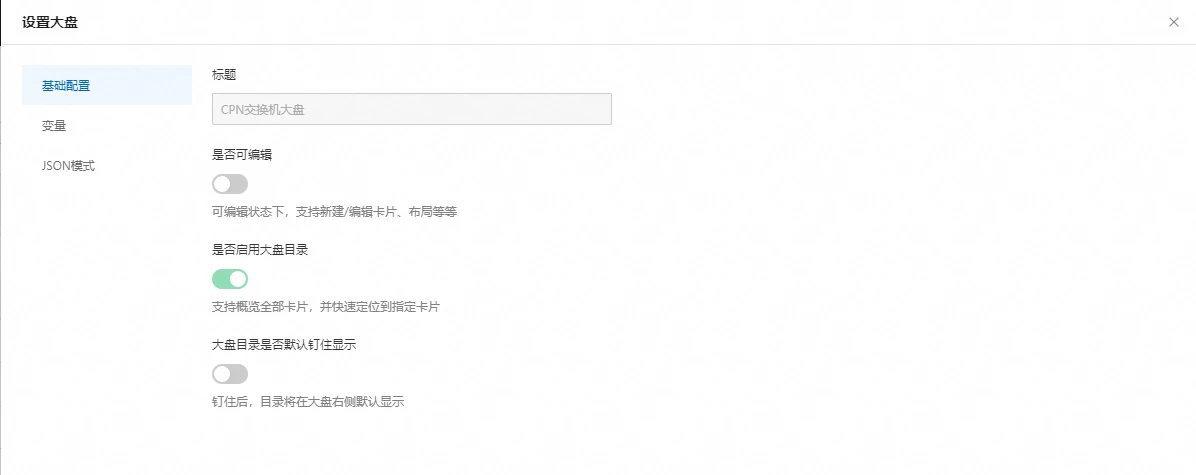 设置大盘
基础配置
变量
JSON模式
标题
CPN交换机大盘
是否可编辑
可编辑状态下，支持新建/编辑卡片、布局等等
是否启用大盘目录
支持概览全部卡片，并快速定位到指定卡片
大盘目录是否默认钉住显示
钉住后，目录将在大盘右侧默认显示